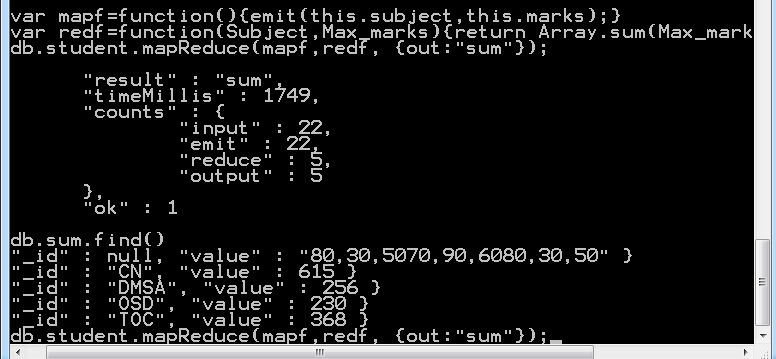 var mapf=function(){emit(this.subject,this.marks);}
var redf=function(Subject,Max_marks){return Array.sum(Max_mark
db.student.mapReduce(mapf,redf, {out:"sum"});
"result" : "sum",
"timeMillis" : 1749,
"counts" : {
"input" : 22,
"emit" : 22,
"reduce" : 5,
"output" : 5
},
"ok" : 1
db.sum.find()
"_id" : null, "value" : "80,30,5070,90,6080,30,50" }
"_id" : "CN", "value" : 615 }
"_id" : "DMSA", "value" : 256 }
"_id" : "OSD", "value" : 230 }
"_id" : "TOC", "value" : 368 }
db.student.mapReduce(mapf,redf, {out:"sum"});_